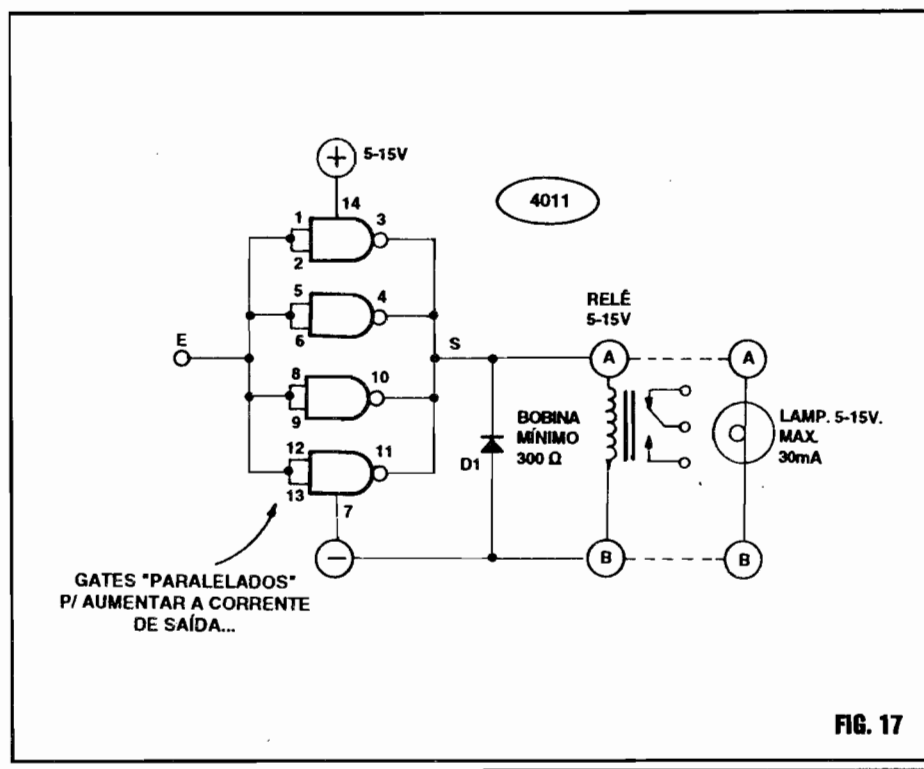 + 5-15V
4011
14
1
3
2
5
4
6
E
S
8
10
9
12
11
13
7
D1
BOBINA
MÍNIMO
300 Ω
RELÊ
5-15V
A
A
LAMP. 5-15V.
MAX.
30mA
B
B
−
GATES "PARALELADOS"
P/ AUMENTAR A CORRENTE
DE SAÍDA...
FIG. 17